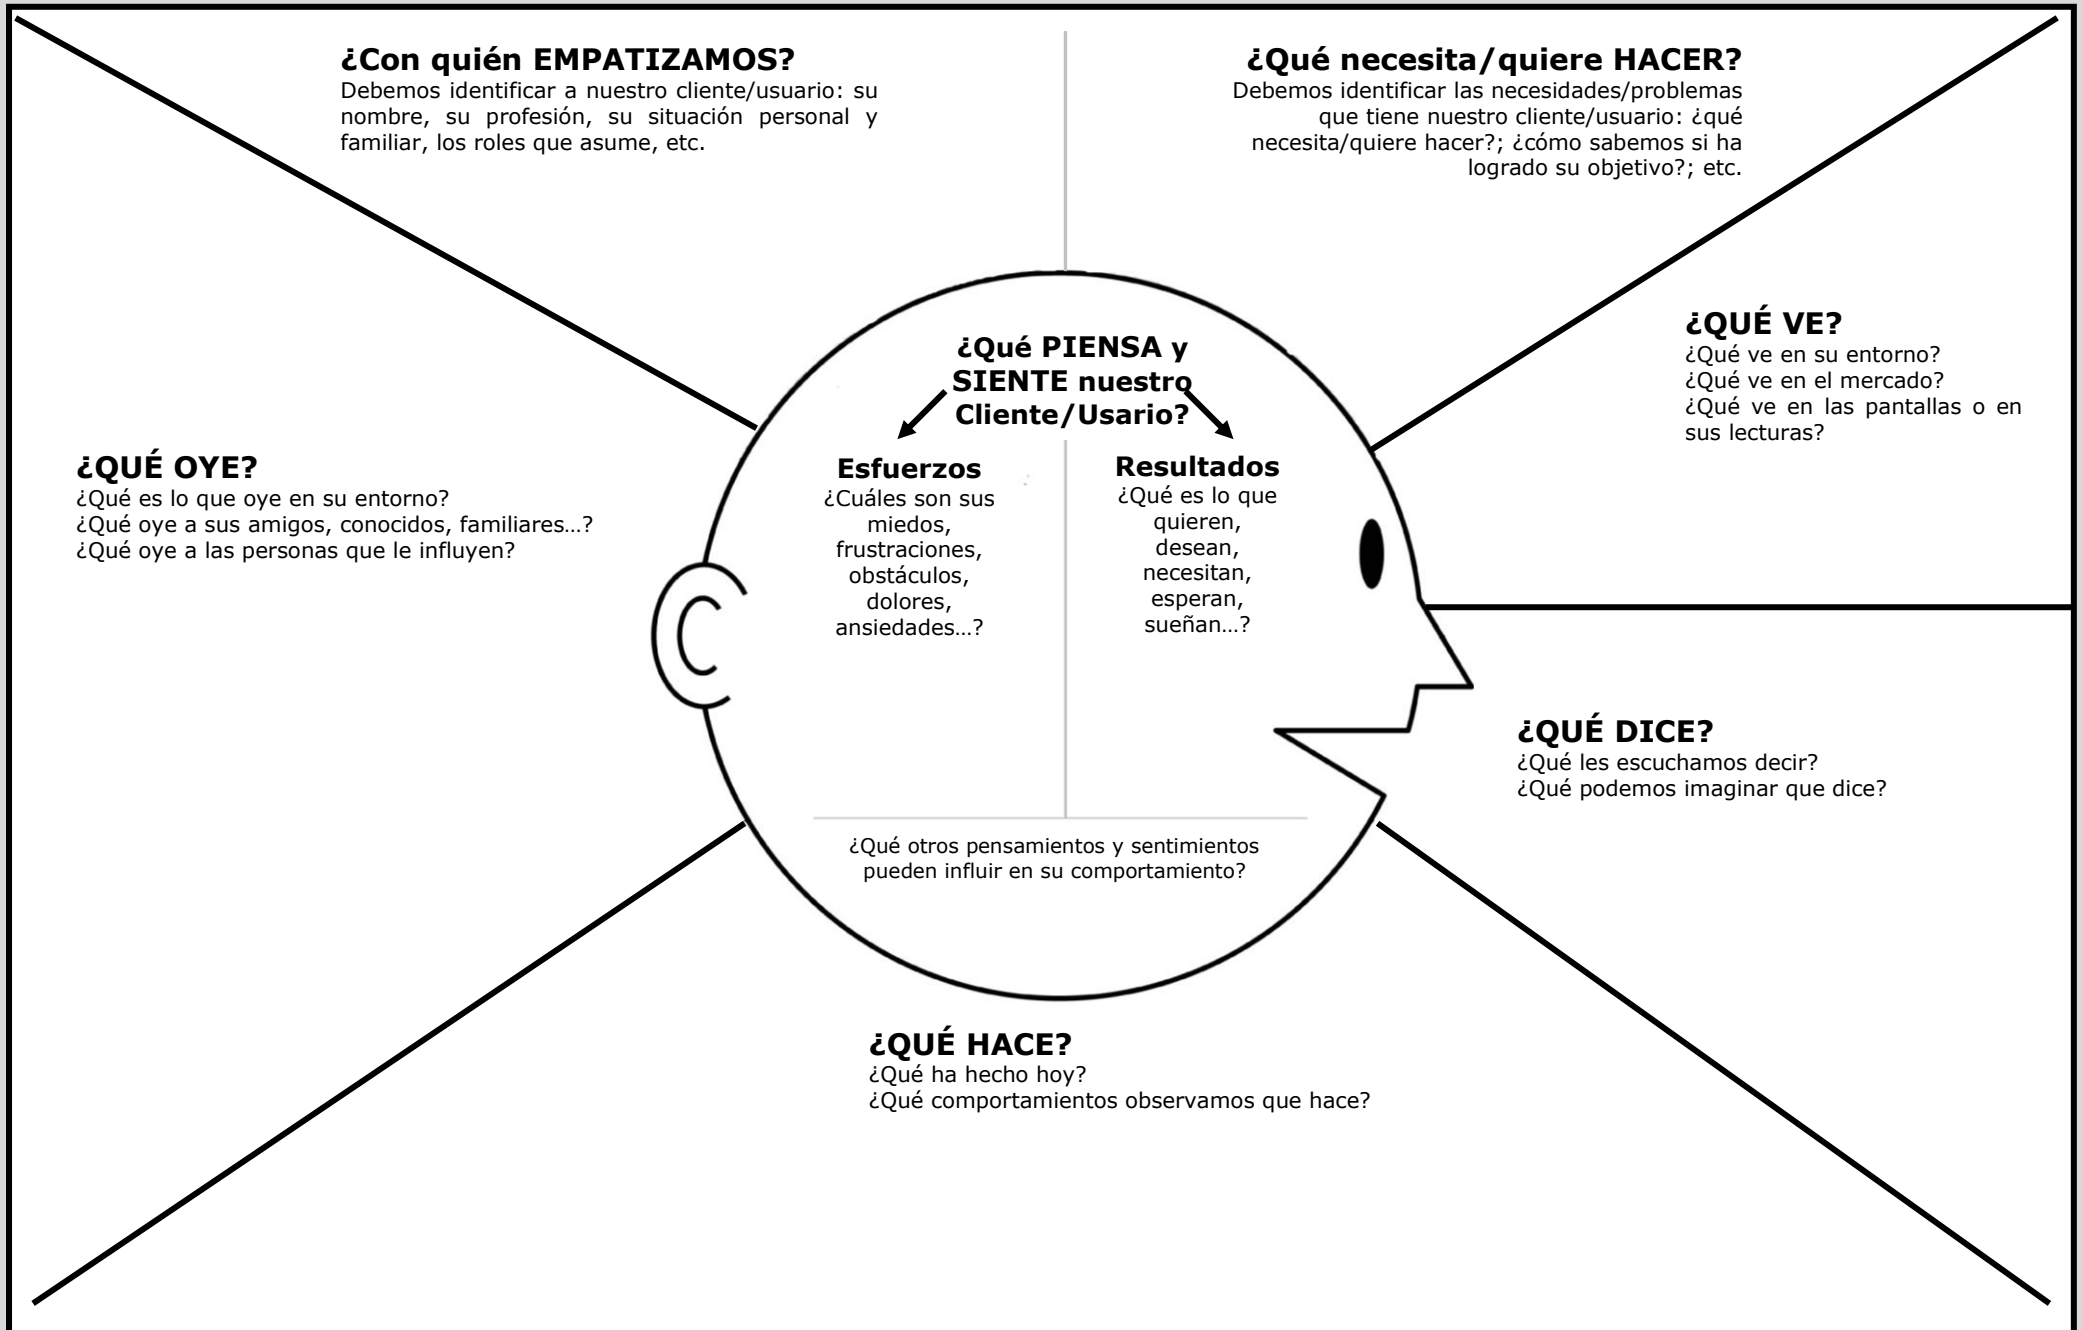 ¿Con quién EMPATIZAMOS?
Debemos identificar a nuestro cliente/usuario: su
nombre, su profesión, su situación personal y
familiar, los roles que asume, etc.
¿Qué necesita/quiere HACER?
Debemos identificar las necesidades/problemas
que tiene nuestro cliente/usuario: ¿qué
necesita/quiere hacer?; ¿cómo sabemos si ha
logrado su objetivo?; etc.
¿QUÉ VE?
¿Qué ve en su entorno?
¿Qué ve en el mercado?
¿Qué ve en las pantallas o en
sus lecturas?
¿Qué PIENSA y
SIENTE nuestro
Cliente/Usario?
Esfuerzos
¿Cuáles son sus
miedos,
frustraciones,
obstáculos,
dolores,
ansiedades...?
Resultados
¿Qué es lo que
quieren,
desean,
necesitan,
esperan,
sueñan...?
¿QUÉ OYE?
¿Qué es lo que oye en su entorno?
¿Qué oye a sus amigos, conocidos, familiares...?
¿Qué oye a las personas que le influyen?
¿QUÉ DICE?
¿Qué les escuchamos decir?
¿Qué podemos imaginar que dice?
¿Qué otros pensamientos y sentimientos
pueden influir en su comportamiento?
¿QUÉ HACE?
¿Qué ha hecho hoy?
¿Qué comportamientos observamos que hace?